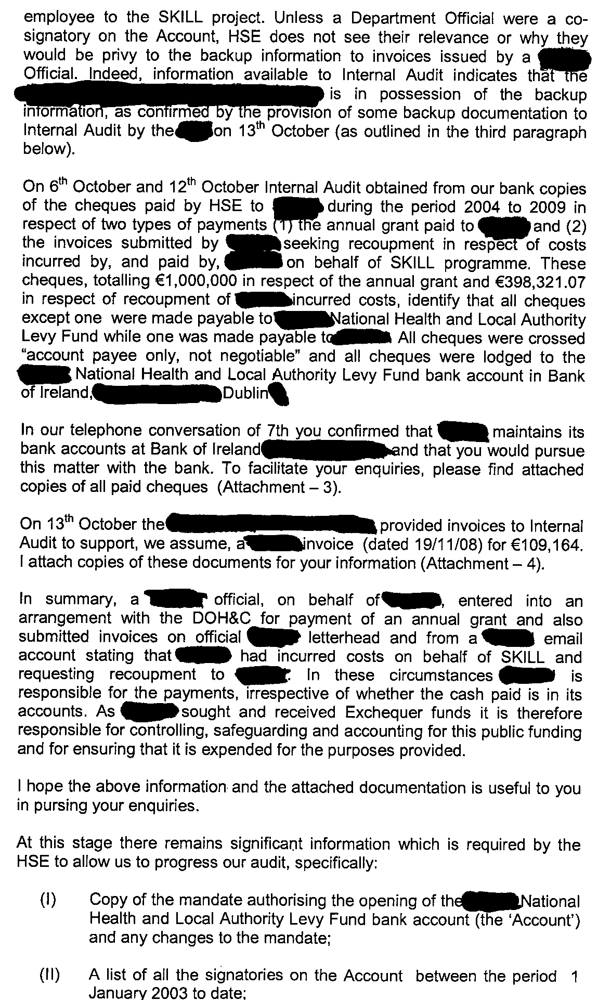 employee to the SKILL project. Unless a Department Official were a co-
signatory on the Account, HSE does not see their relevance or why they
would be privy to the backup information to invoices issued by a
Official. Indeed, information available to Internal Audit indicates that the
is in possession of the backup
information, as confirmed by the provision of some backup documentation to
Internal Audit by the on 13th October (as outlined in the third paragraph
below).
On 6th October and 12th October Internal Audit obtained from our bank copies
of the cheques paid by HSE to during the period 2004 to 2009 in
respect of two types of payments (1) the annual grant paid to and (2)
the invoices submitted by seeking recoupment in respect of costs
incurred by, and paid by, on behalf of SKILL programme. These
cheques, totalling €1,000,000 in respect of the annual grant and €398,321.07
in respect of recoupment of incurred costs, identify that all cheques
except one were made payable to National Health and Local Authority
Levy Fund while one was made payable to All cheques were crossed
“account payee only, not negotiable” and all cheques were lodged to the
National Health and Local Authority Levy Fund bank account in Bank
of Ireland, Dublin
In our telephone conversation of 7th you confirmed that maintains its
bank accounts at Bank of Ireland and that you would pursue
this matter with the bank. To facilitate your enquiries, please find attached
copies of all paid cheques (Attachment – 3).
On 13th October the provided invoices to Internal
Audit to support, we assume, a invoice (dated 19/11/08) for €109,164.
I attach copies of these documents for your information (Attachment – 4).
In summary, a official, on behalf of , entered into an
arrangement with the DOH&C for payment of an annual grant and also
submitted invoices on official letterhead and from a email
account stating that had incurred costs on behalf of SKILL and
requesting recoupment to . In these circumstances is
responsible for the payments, irrespective of whether the cash paid is in its
accounts. As sought and received Exchequer funds it is therefore
responsible for controlling, safeguarding and accounting for this public funding
and for ensuring that it is expended for the purposes provided.
I hope the above information and the attached documentation is useful to you
in pursing your enquiries.
At this stage there remains significant information which is required by the
HSE to allow us to progress our audit, specifically:
(I) Copy of the mandate authorising the opening of the National
Health and Local Authority Levy Fund bank account (the ‘Account’)
and any changes to the mandate;
(II) A list of all the signatories on the Account between the period 1
January 2003 to date;